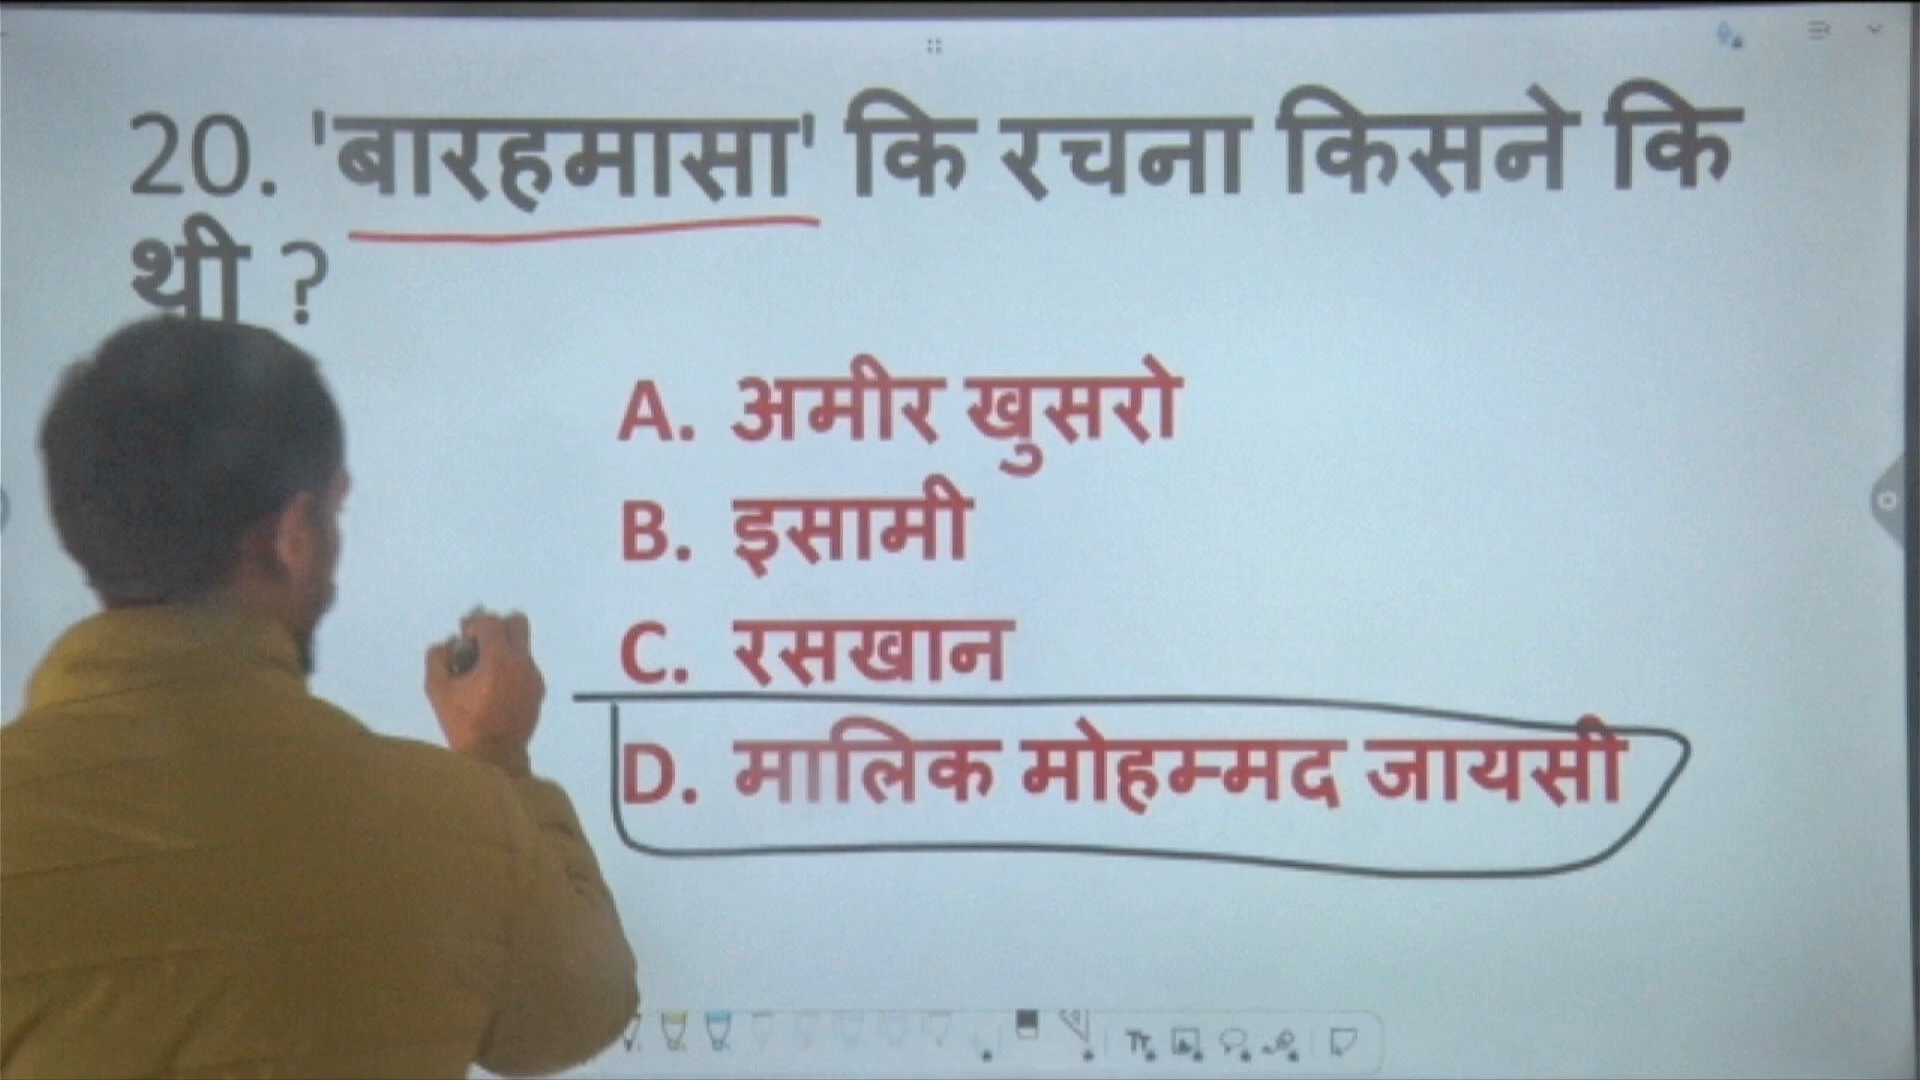 20. 'बारहमासा' कि रचना किसने कि
थी ?
A. अमीर खुसरो
B. इसामी
C. रसखान
D. मालिक मोहम्मद जायसी